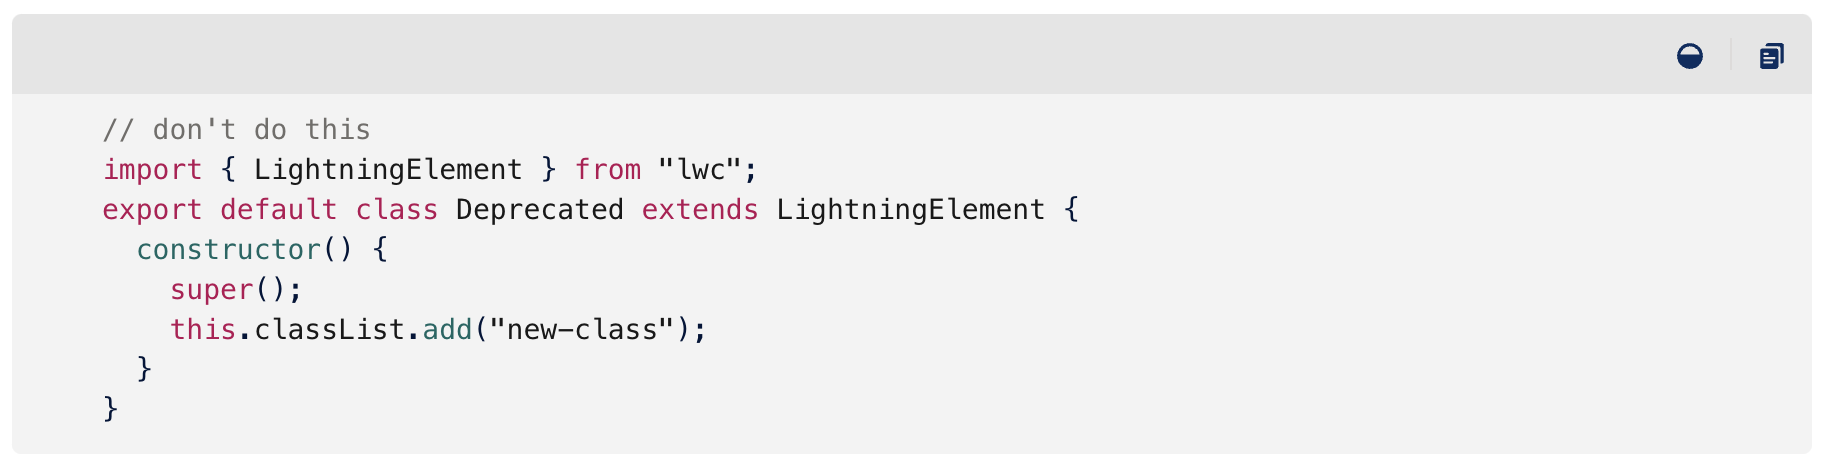 // don't do this
import { LightningElement } from "lwc";
export default class Deprecated extends LightningElement {
  constructor() {
    super();
    this.classList.add("new-class");
  }
}